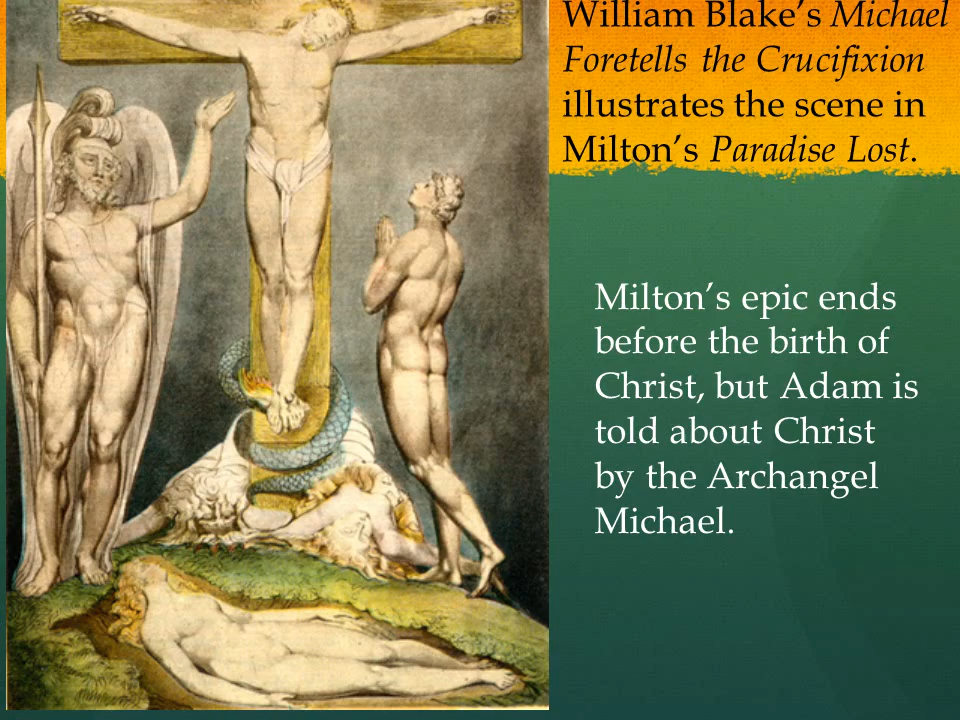 William Blake’s Michael
Foretells the Crucifixion
illustrates the scene in
Milton’s Paradise Lost.
Milton’s epic ends
before the birth of
Christ, but Adam is
told about Christ
by the Archangel
Michael.